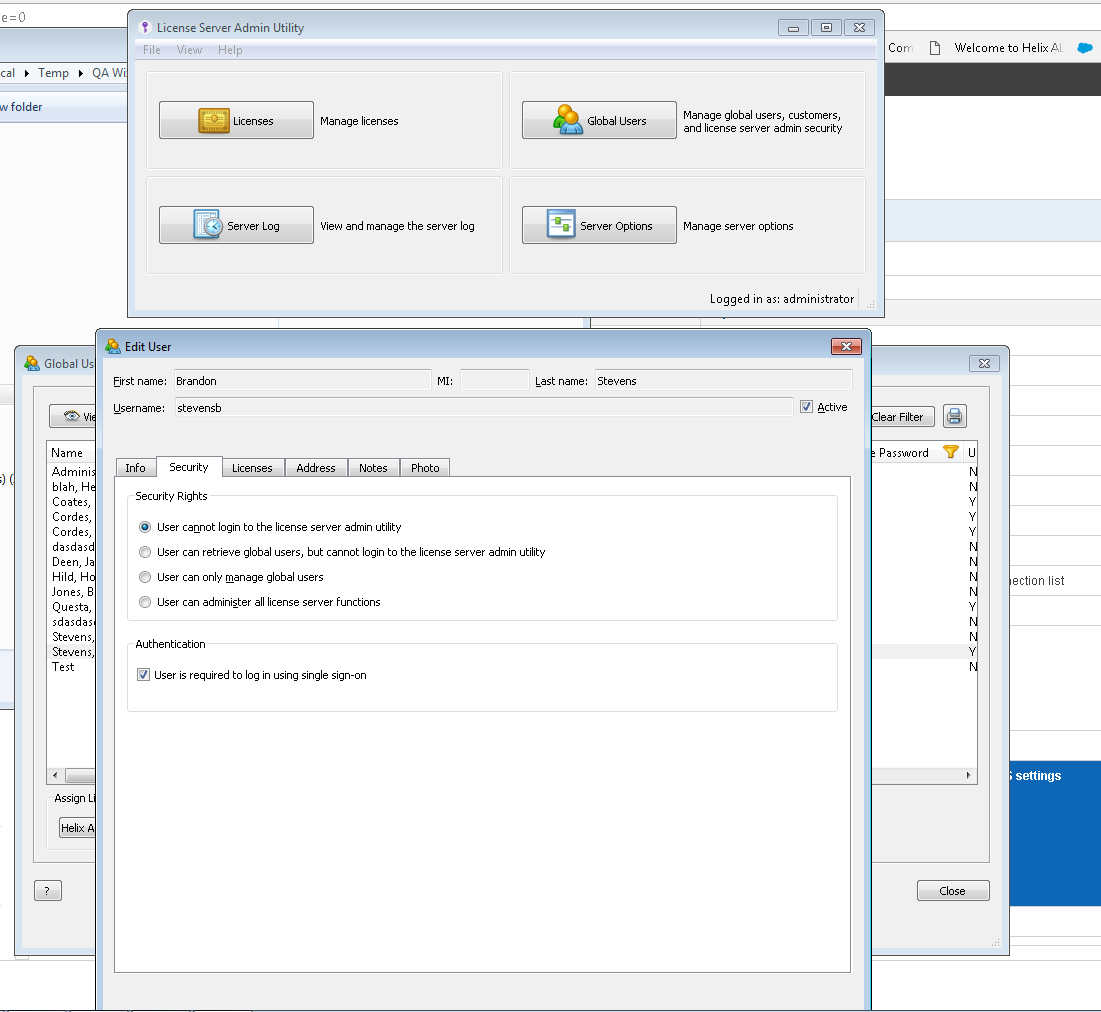 e=0
License Server Admin Utility
File View Help
Com
Welcome to Helix AL
cal Temp QA Wiz
w folder
Licenses
Manage licenses
Global Users
Manage global users, customers,
and license server admin security
Server Log
View and manage the server log
Server Options
Manage server options
Logged in as: administrator
Edit User
Global Us
First name: Brandon MI: Last name: Stevens
Username: stevensb Active
Vie
Clear Filter
Info Security Licenses Address Notes Photo
Name
e Password U
Security Rights
User cannot login to the license server admin utility
User can retrieve global users, but cannot login to the license server admin utility
User can only manage global users
User can administer all license server functions
Authentication
User is required to log in using single sign-on
Adminis N
blah, He N
Coates, Y
Cordes, Y
Cordes, Y
dasdasd N
Deen, Ja N
Hild, Ho N
Jones, B N
Questa, Y
sdasdasd N
Stevens, N
Stevens, Y
Test N
s) (
nection list
S settings
Assign Li
Helix A
?
Close